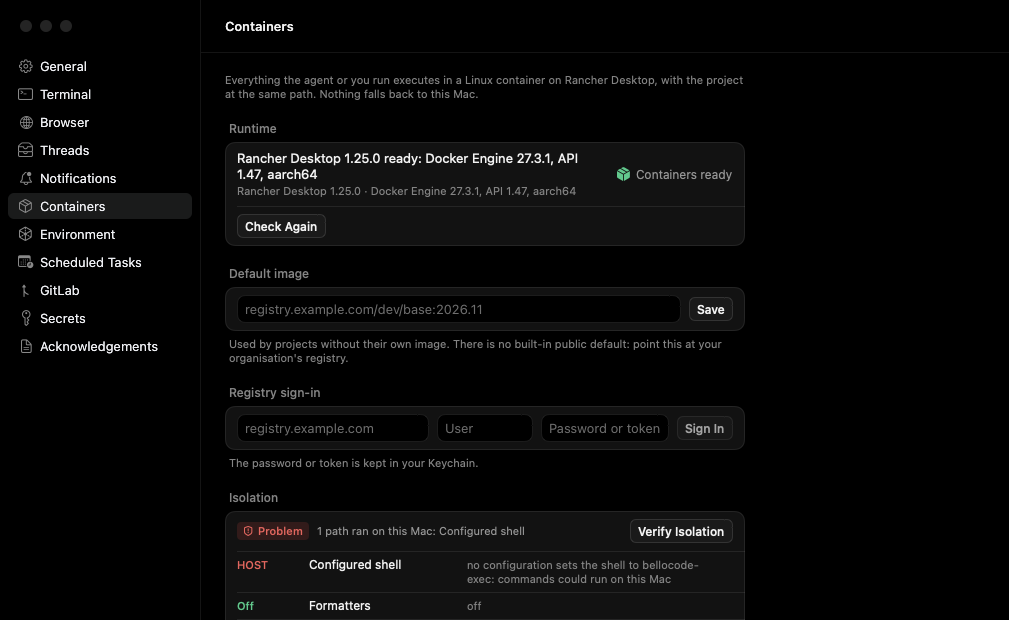 Containers
General
Terminal
Browser
Threads
Notifications
Containers
Environment
Scheduled Tasks
GitLab
Secrets
Acknowledgements
Everything the agent or you run executes in a Linux container on Rancher Desktop, with the project
at the same path. Nothing falls back to this Mac.
Runtime
Rancher Desktop 1.25.0 ready: Docker Engine 27.3.1, API
1.47, aarch64
Rancher Desktop 1.25.0 · Docker Engine 27.3.1, API 1.47, aarch64
Containers ready
Check Again
Default image
registry.example.com/dev/base:2026.11
Save
Used by projects without their own image. There is no built-in public default: point this at your
organisation's registry.
Registry sign-in
registry.example.com
User
Password or token
Sign In
The password or token is kept in your Keychain.
Isolation
Problem
1 path ran on this Mac: Configured shell
Verify Isolation
HOST
Configured shell
no configuration sets the shell to bellocode-
exec: commands could run on this Mac
Off
Formatters
off